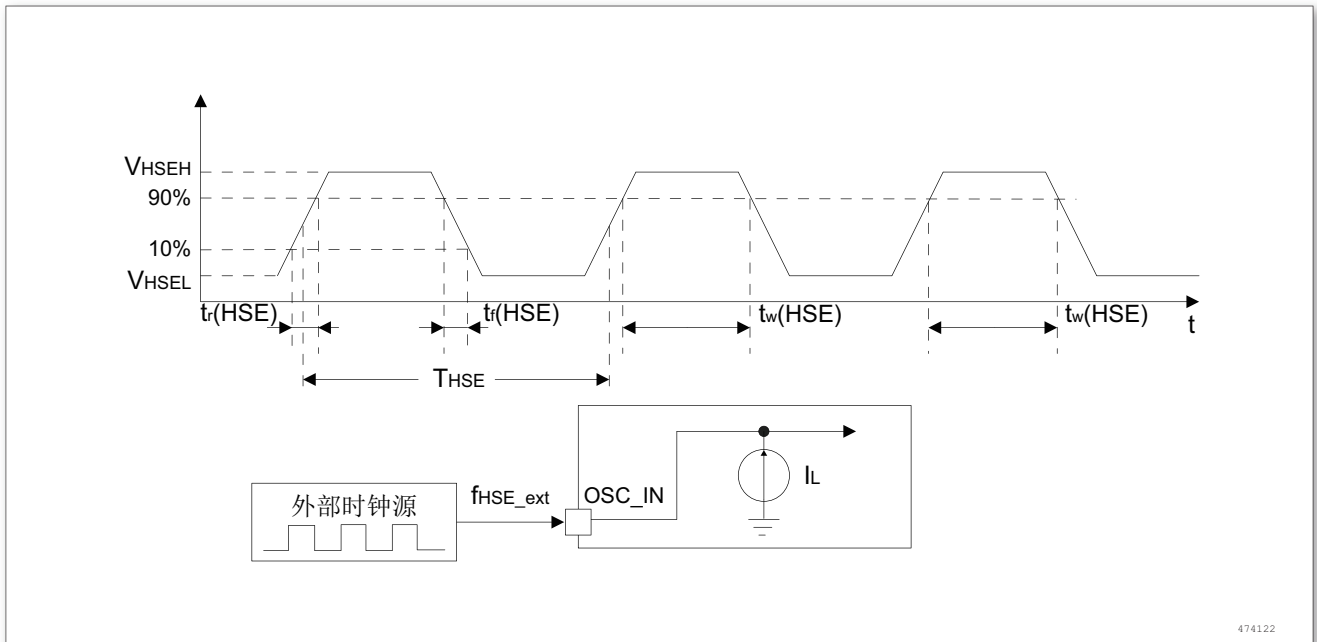 VHSEH
90%
10%
VHSEL
tr(HSE)
tf(HSE)
tw(HSE)
tw(HSE)
t
THSE
外部时钟源
fHSE_ext
OSC_IN
IL
474122